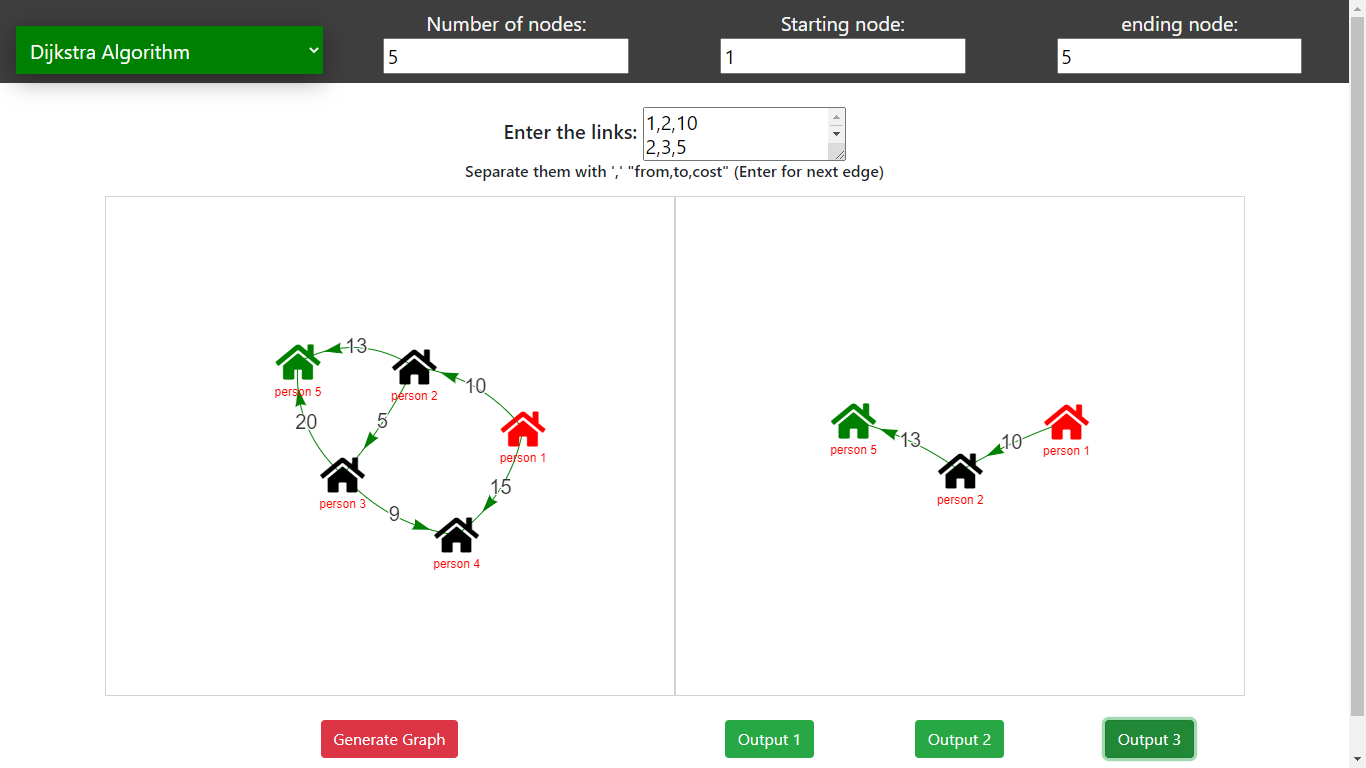 Dijkstra Algorithm
Number of nodes:
5
Starting node:
1
ending node:
5
Enter the links:
1,2,10
2,3,5
Separate them with ',' "from,to,cost" (Enter for next edge)
13
person 5
person 2
10
20
5
person 1
person 3
15
9
person 4
person 5
13
10
person 1
person 2
Generate Graph
Output 1
Output 2
Output 3